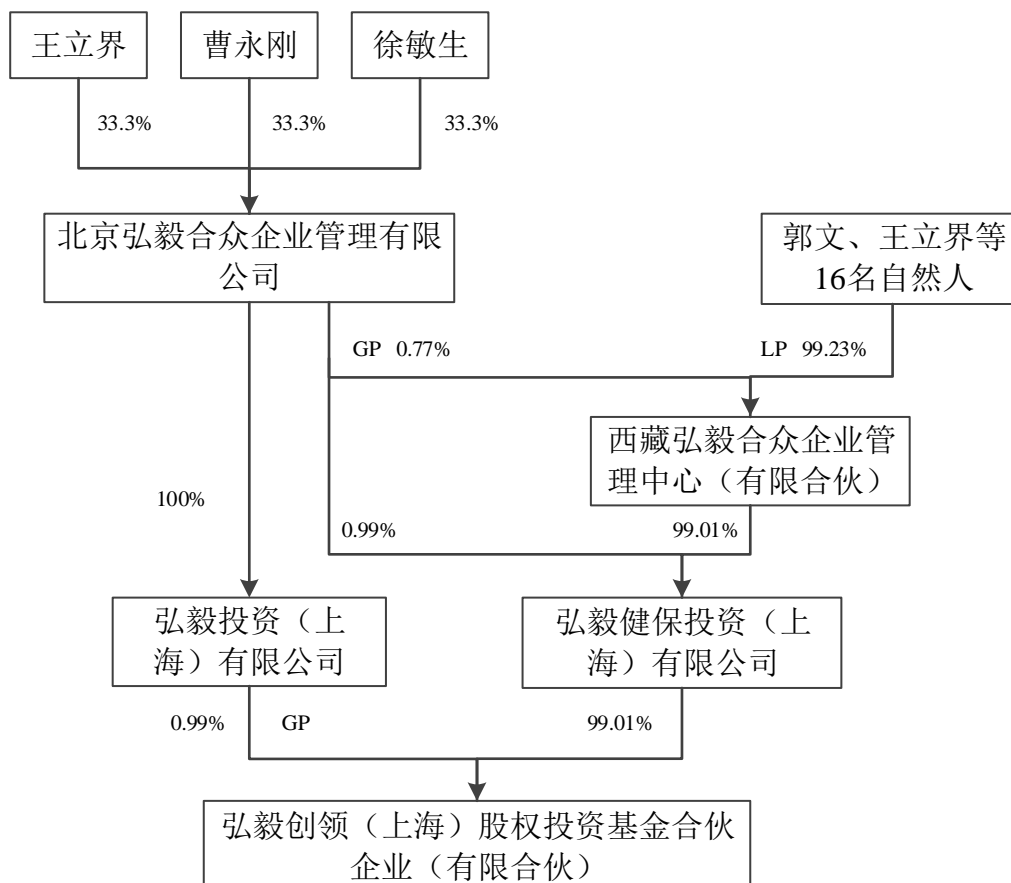 王立界
曹永刚
徐敏生
33.3%
33.3%
33.3%
北京弘毅合众企业管理有限
公司
郭文、王立界等
16名自然人
GP 0.77%
LP 99.23%
西藏弘毅合众企业管
理中心（有限合伙）
100%
0.99%
99.01%
弘毅投资（上
海）有限公司
弘毅健保投资（上
海）有限公司
0.99%
GP
99.01%
弘毅创领（上海）股权投资基金合伙
企业（有限合伙）